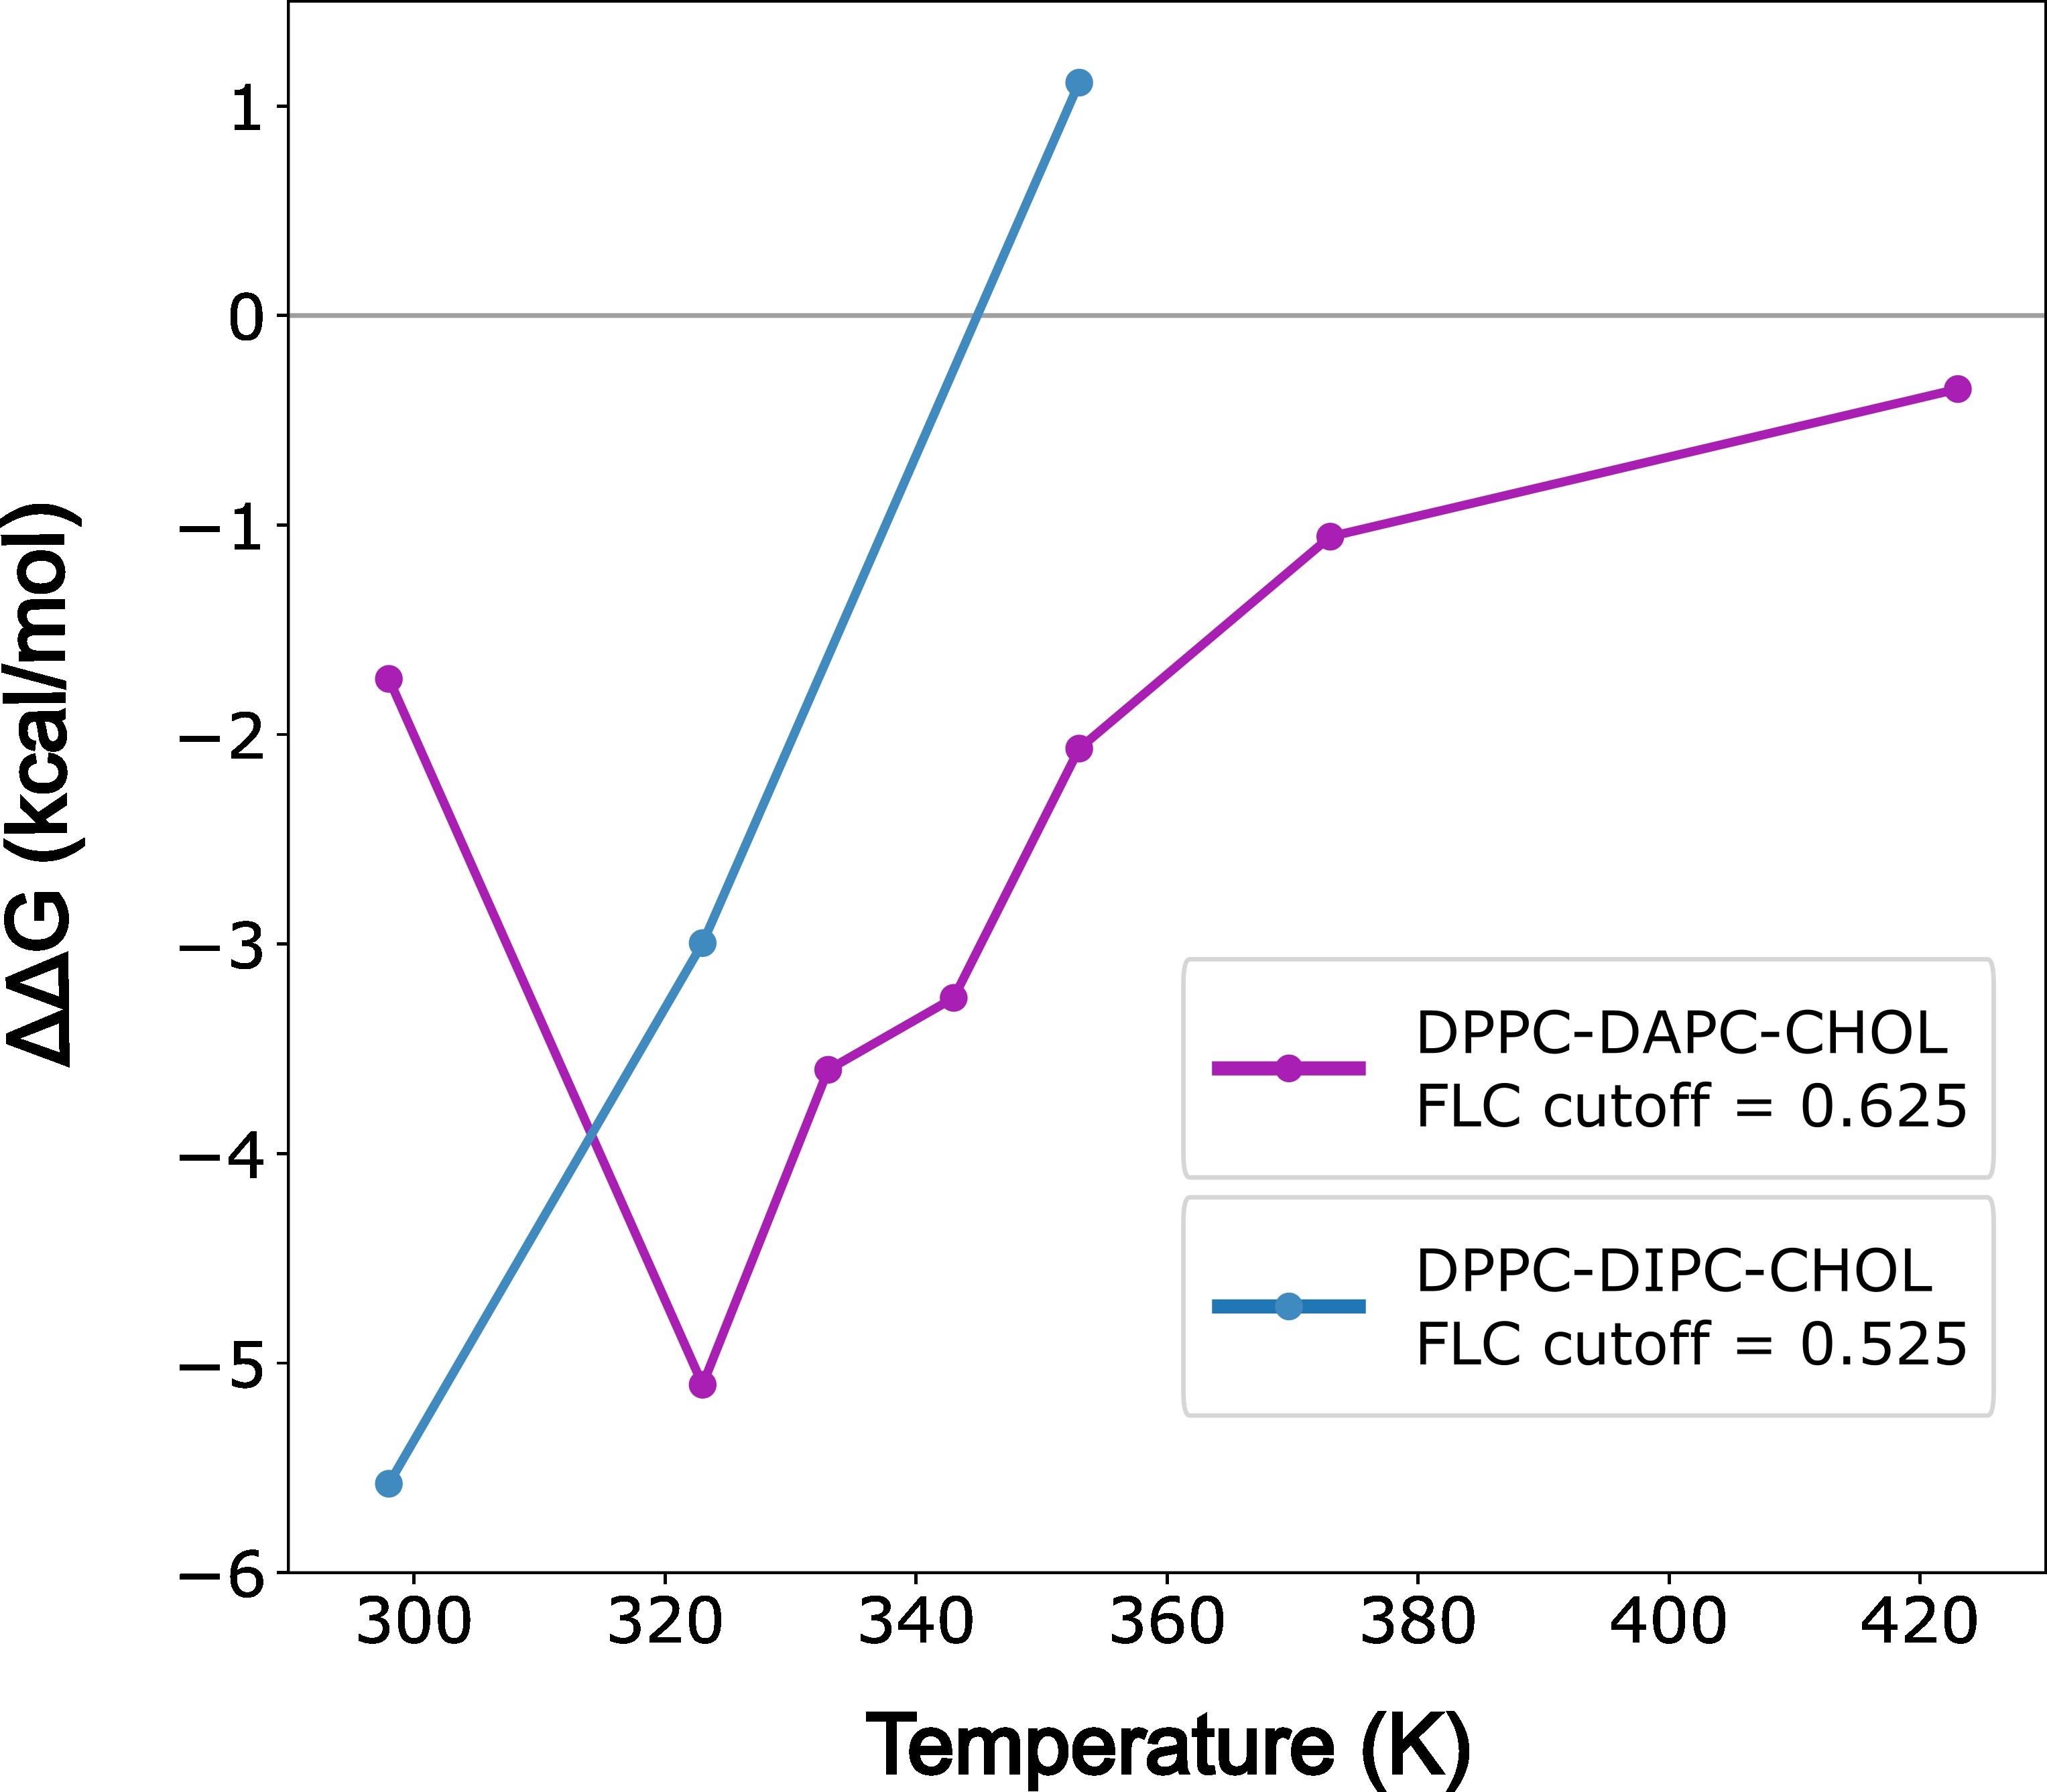 1
0
−1
−2
−3
−4
−5
−6
ΔΔG (kcal/mol)
DPPC-DAPC-CHOL
FLC cutoff = 0.625
DPPC-DIPC-CHOL
FLC cutoff = 0.525
300 320 340 360 380 400 420
Temperature (K)